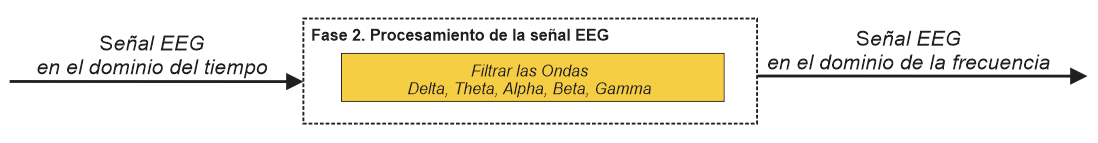 Señal EEG
en el dominio del tiempo
Fase 2. Procesamiento de la señal EEG
Filtrar las Ondas
Delta, Theta, Alpha, Beta, Gamma
Señal EEG
en el dominio de la frecuencia